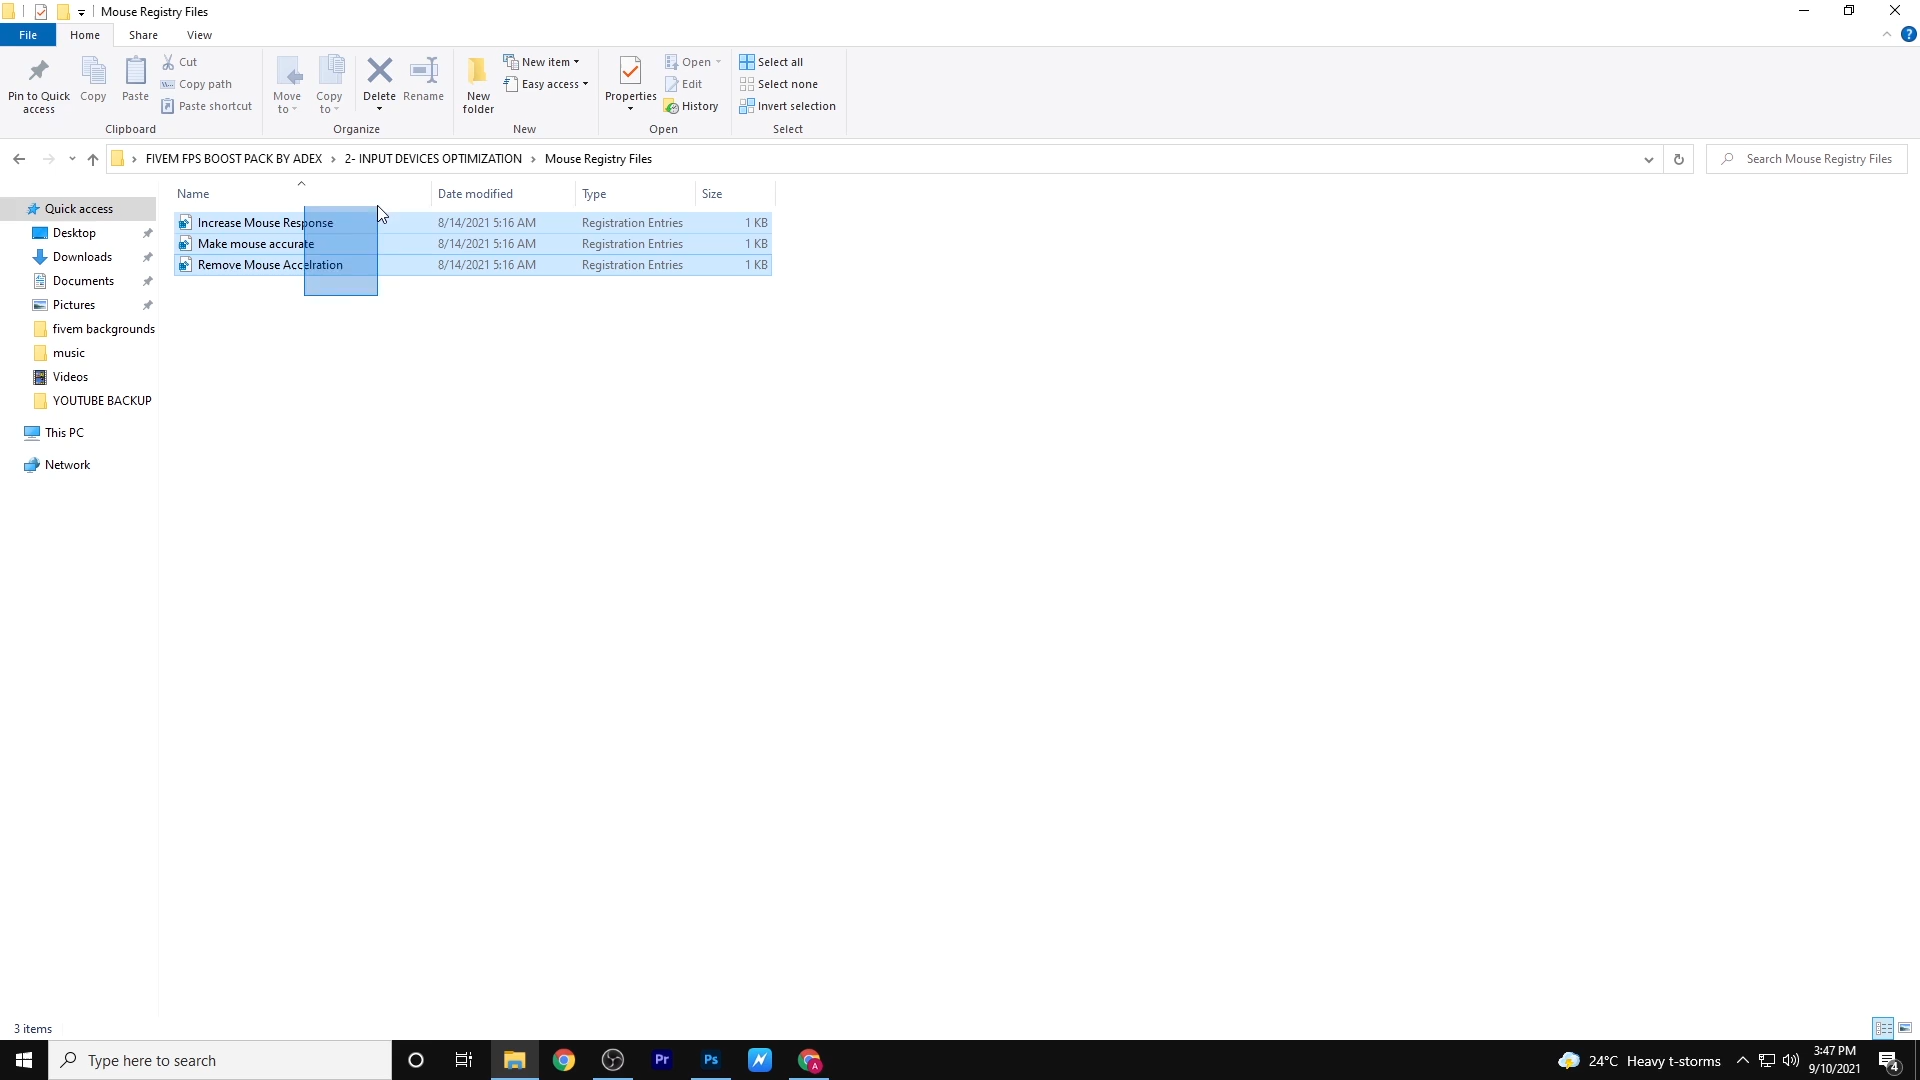 Mouse Registry Files
File Home Share View
Pin to Quick access
Copy
Paste
Cut
Copy path
Paste shortcut
Clipboard
Move to
Copy to
Delete
Rename
Organize
New folder
New item
Easy access
New
Properties
Open
Edit
History
Open
Select all
Select none
Invert selection
Select
FIVEM FPS BOOST PACK BY ADEX › 2- INPUT DEVICES OPTIMIZATION › Mouse Registry Files
Search Mouse Registry Files
Quick access
Desktop
Downloads
Documents
Pictures
fivem backgrounds
music
Videos
YOUTUBE BACKUP
This PC
Network
Name Date modified Type Size
Increase Mouse Response 8/14/2021 5:16 AM Registration Entries 1 KB
Make mouse accurate 8/14/2021 5:16 AM Registration Entries 1 KB
Remove Mouse Accelration 8/14/2021 5:16 AM Registration Entries 1 KB
3 items
Type here to search
Pr
Ps
A
24°C Heavy t-storms
3:47 PM
9/10/2021
4